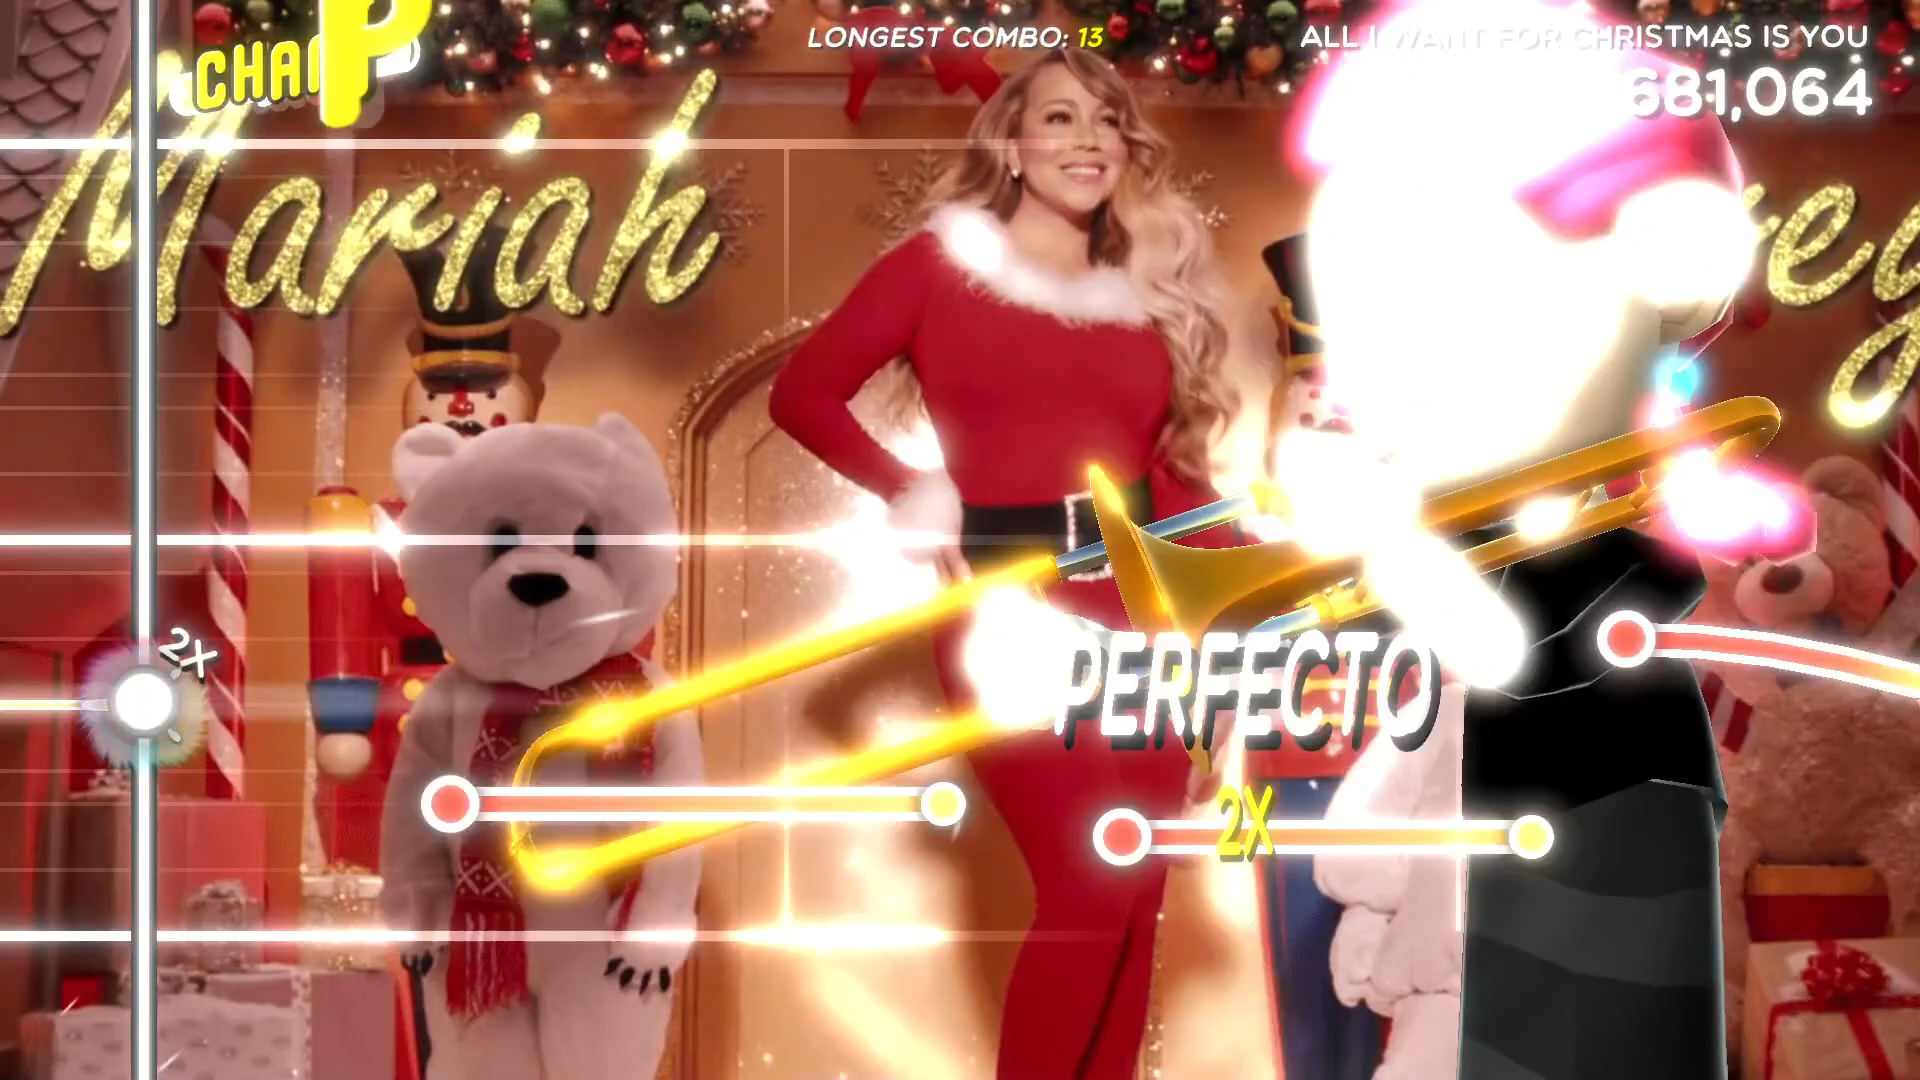 CHAMP
LONGEST COMBO: 13
ALL I WANT FOR CHRISTMAS IS YOU
681,064
Mariah
2X
PERFECTO
2X